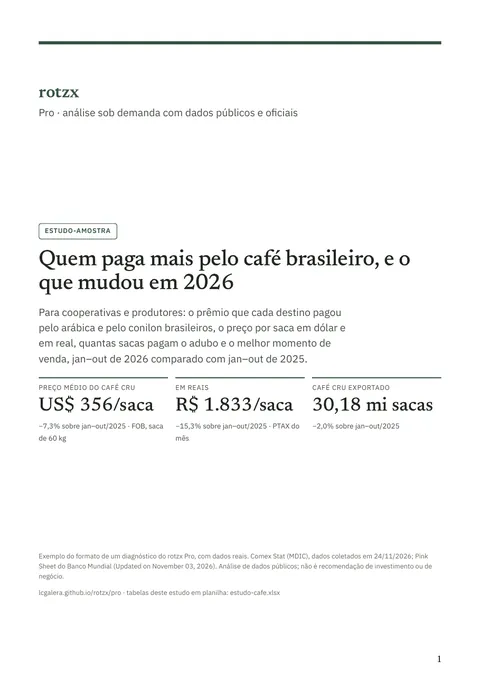 rotzx
Pro · análise sob demanda com dados públicos e oficiais
ESTUDO-AMOSTRA
Quem paga mais pelo café brasileiro, e o
que mudou em 2026
Para cooperativas e produtores: o prêmio que cada destino pagou
pelo arábica e pelo conilon brasileiros, o preço por saca em dólar e
em real, quantas sacas pagam o adubo e o melhor momento de
venda, jan–out de 2026 comparado com jan–out de 2025.
PREÇO MÉDIO DO CAFÉ CRU
US$ 356/saca
−7,3% sobre jan–out/2025 · FOB, saca
de 60 kg
EM REAIS
R$ 1.833/saca
−15,3% sobre jan–out/2025 · PTAX do
mês
CAFÉ CRU EXPORTADO
30,18 mi sacas
−2,0% sobre jan–out/2025
Exemplo do formato de um diagnóstico do rotzx Pro, com dados reais. Comex Stat (MDIC), dados coletados em 24/11/2026; Pink
Sheet do Banco Mundial (Updated on November 03, 2026). Análise de dados públicos; não é recomendação de investimento ou de
negócio.
lcgalera.github.io/rotzx/pro · tabelas deste estudo em planilha: estudo-cafe.xlsx
1